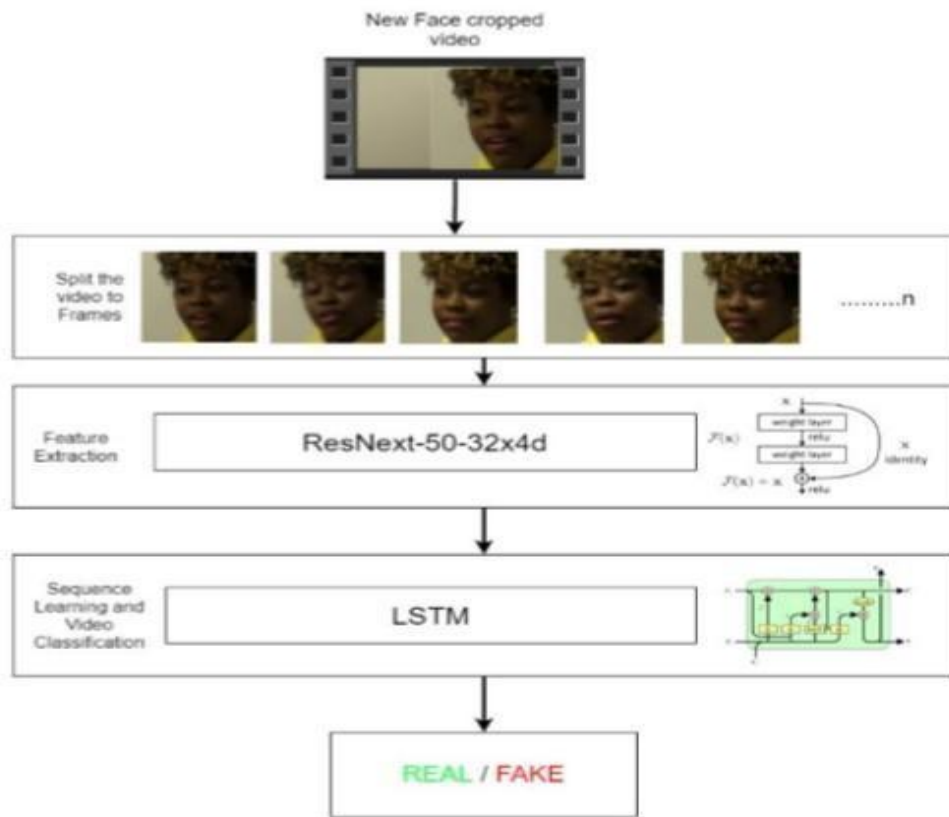 New Face cropped
video
Split the
video to
Frames
.........n
Feature
Extraction
ResNext-50-32x4d
x
weight layer
F(x)
relu
weight layer
x
identity
F(x) + x
relu
Sequence
Learning and
Video
Classification
LSTM
REAL / FAKE